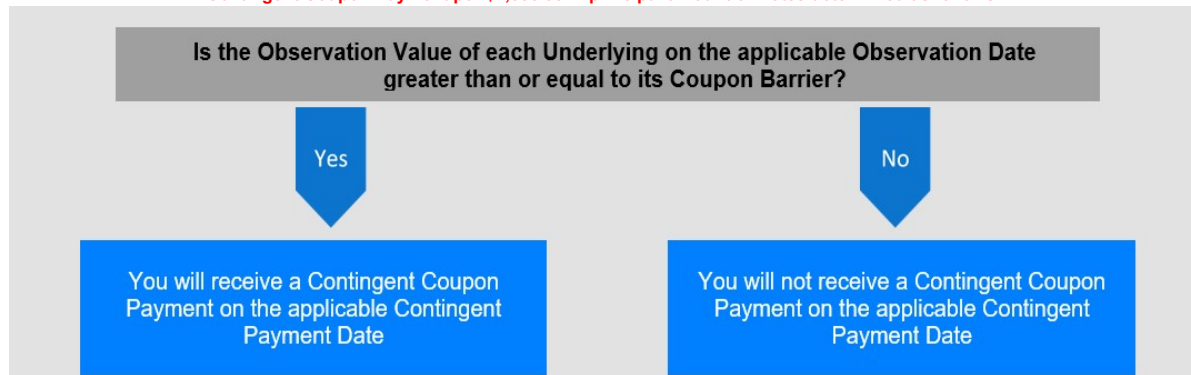 Is the Observation Value of each Underlying on the applicable Observation Date
greater than or equal to its Coupon Barrier?
Yes
No
You will receive a Contingent Coupon
Payment on the applicable Contingent
Payment Date
You will not receive a Contingent Coupon
Payment on the applicable Contingent
Payment Date